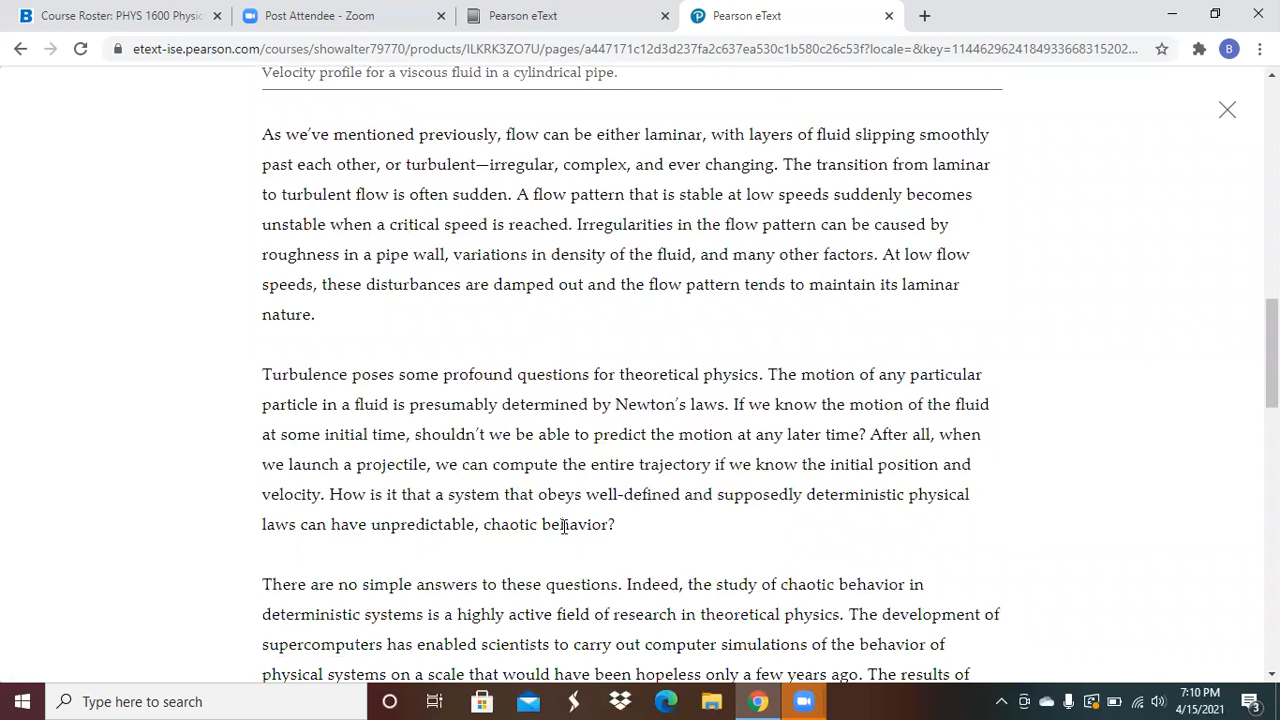 Course Roster: PHYS 1600 Physic
Post Attendee - Zoom
Pearson eText
Pearson eText
etext-ise.pearson.com/courses/showalter79770/products/ILKRK3ZO7U/pages/a447171c12d3d237fa2c637ea530c1b580c26c53f?locale=&key=11446296241849336683152​02...
B
Velocity profile for a viscous fluid in a cylindrical pipe.
As we've mentioned previously, flow can be either laminar, with layers of fluid slipping smoothly
past each other, or turbulent—irregular, complex, and ever changing. The transition from laminar
to turbulent flow is often sudden. A flow pattern that is stable at low speeds suddenly becomes
unstable when a critical speed is reached. Irregularities in the flow pattern can be caused by
roughness in a pipe wall, variations in density of the fluid, and many other factors. At low flow
speeds, these disturbances are damped out and the flow pattern tends to maintain its laminar
nature.
Turbulence poses some profound questions for theoretical physics. The motion of any particular
particle in a fluid is presumably determined by Newton's laws. If we know the motion of the fluid
at some initial time, shouldn't we be able to predict the motion at any later time? After all, when
we launch a projectile, we can compute the entire trajectory if we know the initial position and
velocity. How is it that a system that obeys well-defined and supposedly deterministic physical
laws can have unpredictable, chaotic behavior?
There are no simple answers to these questions. Indeed, the study of chaotic behavior in
deterministic systems is a highly active field of research in theoretical physics. The development of
supercomputers has enabled scientists to carry out computer simulations of the behavior of
physical systems on a scale that would have been hopeless only a few years ago. The results of
Type here to search
7:10 PM
4/15/2021
3